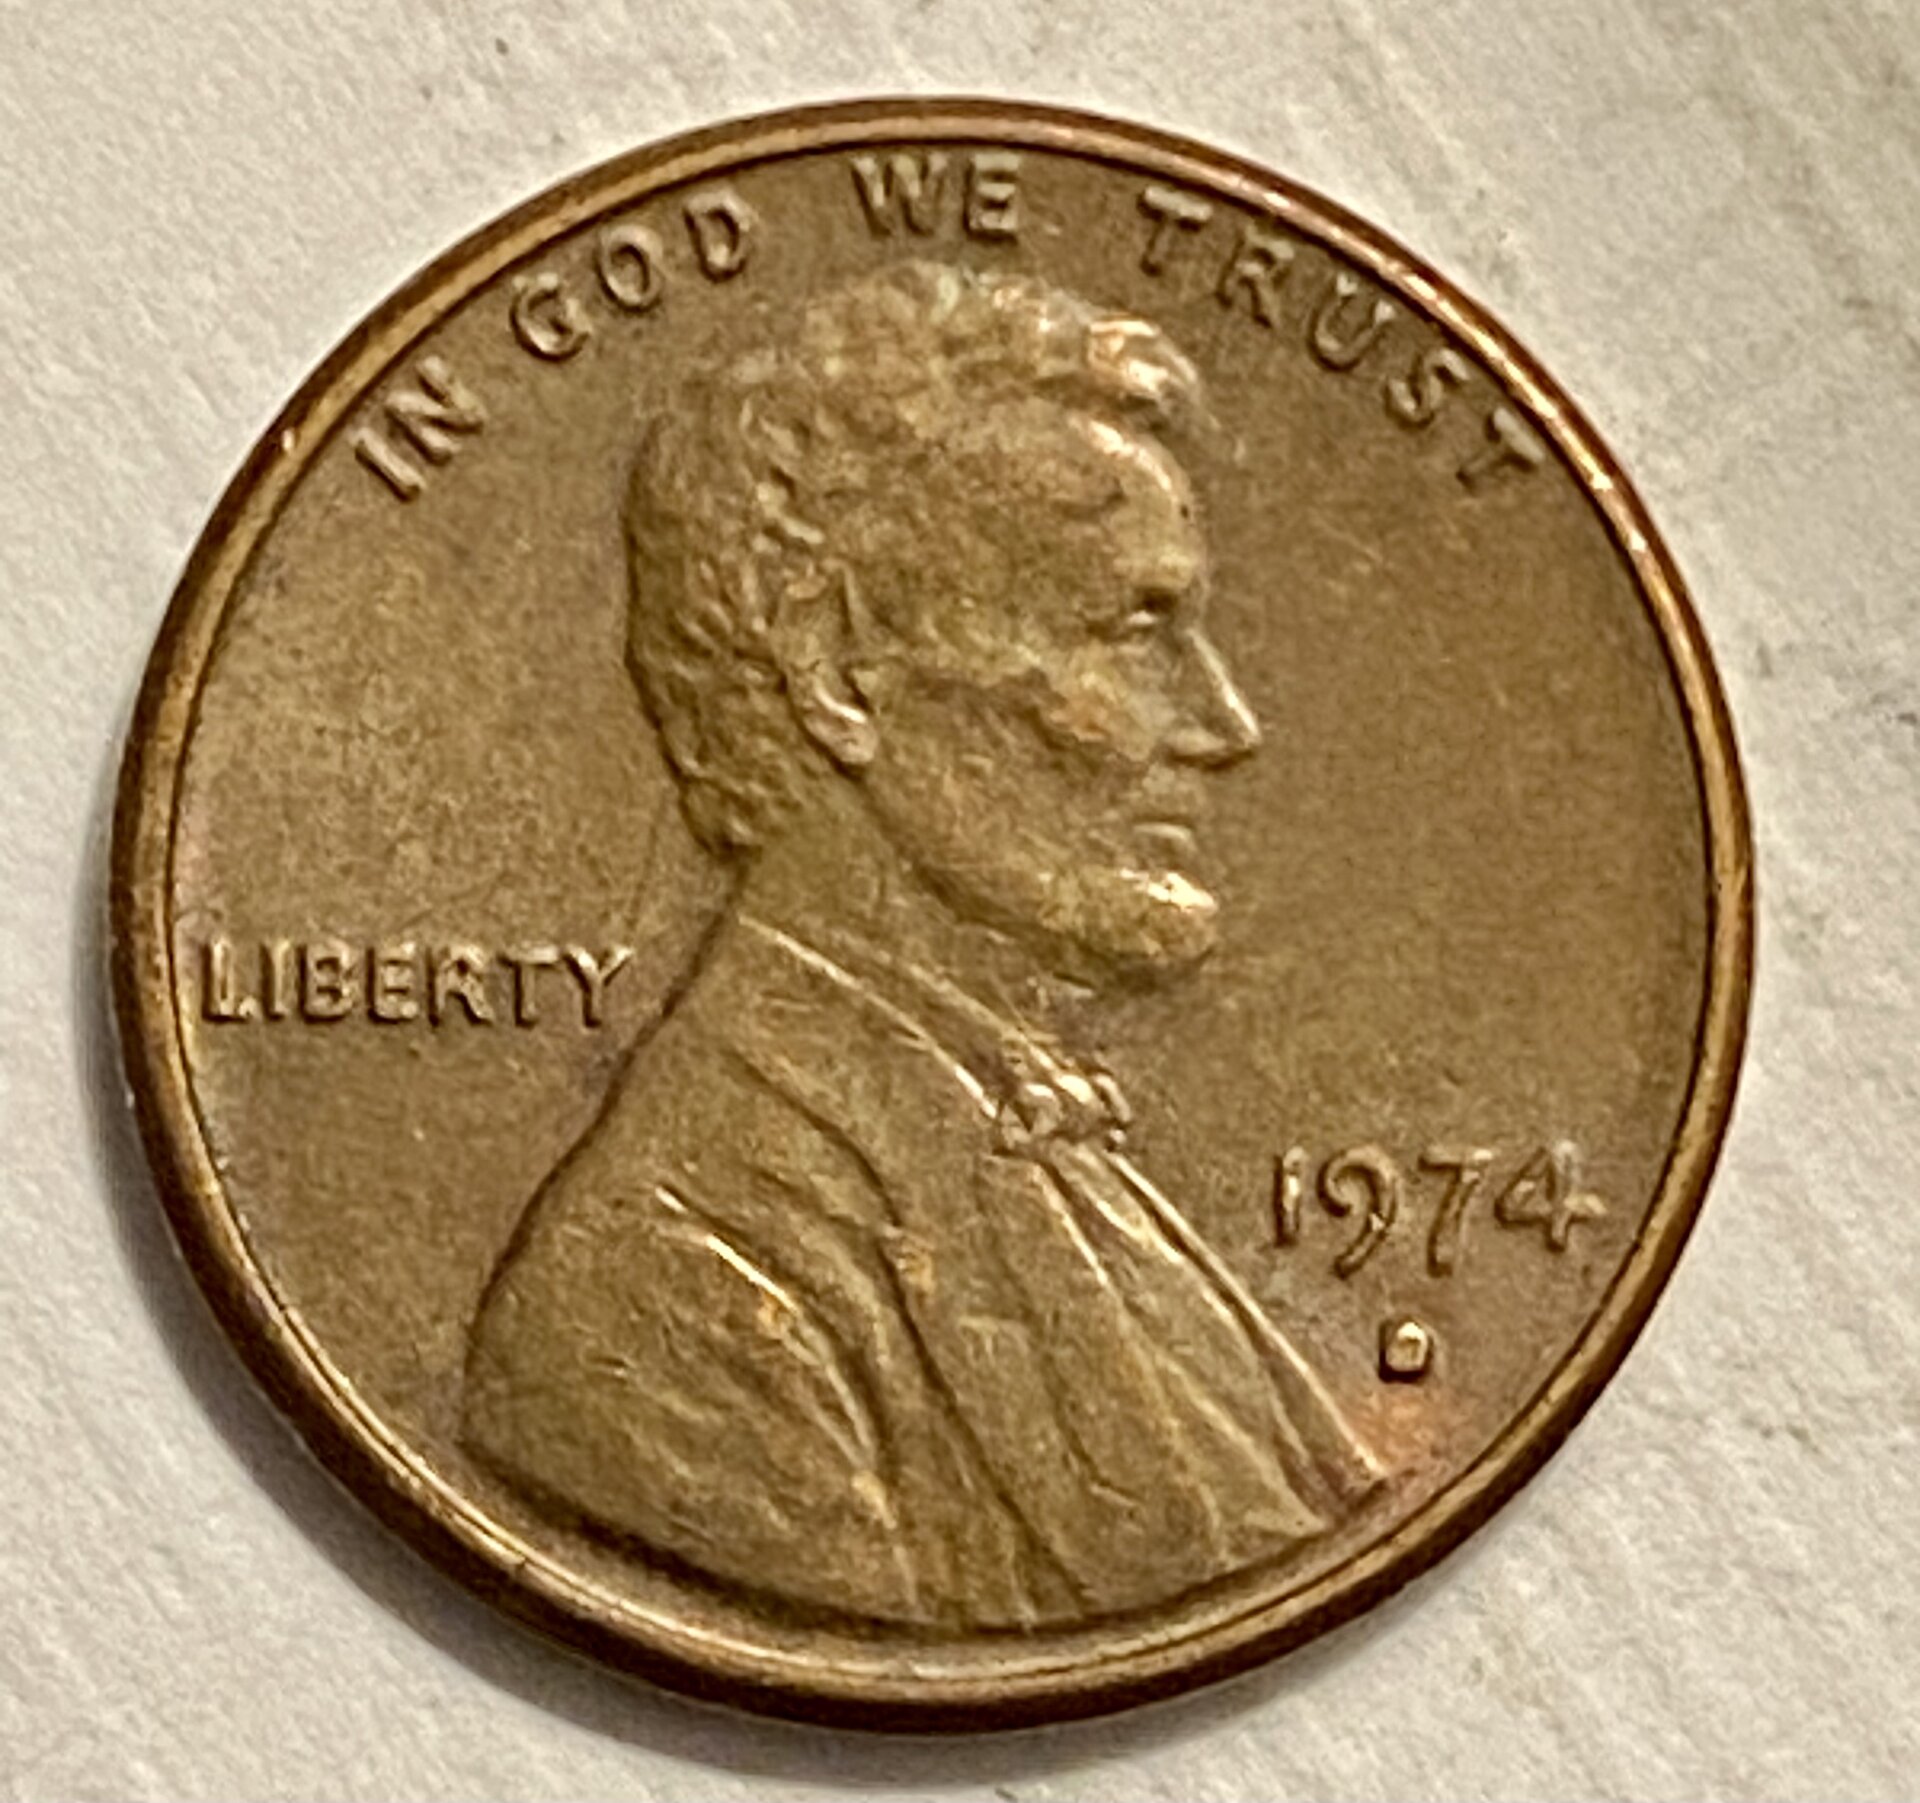 IN GOD WE TRUST
LIBERTY
1974
D